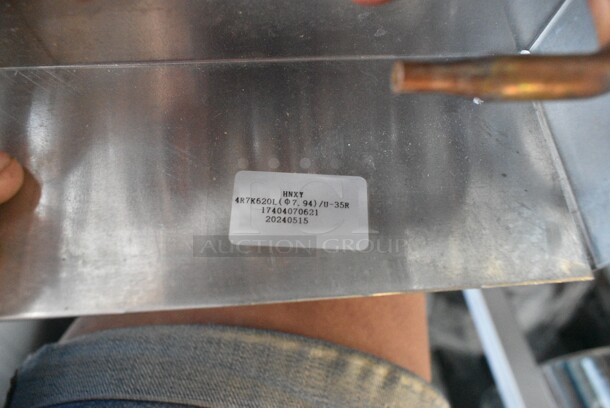 HNXY
4R7K620L(Φ7.94)/U-35R
17404070621
20240515
AUCTION GROUP